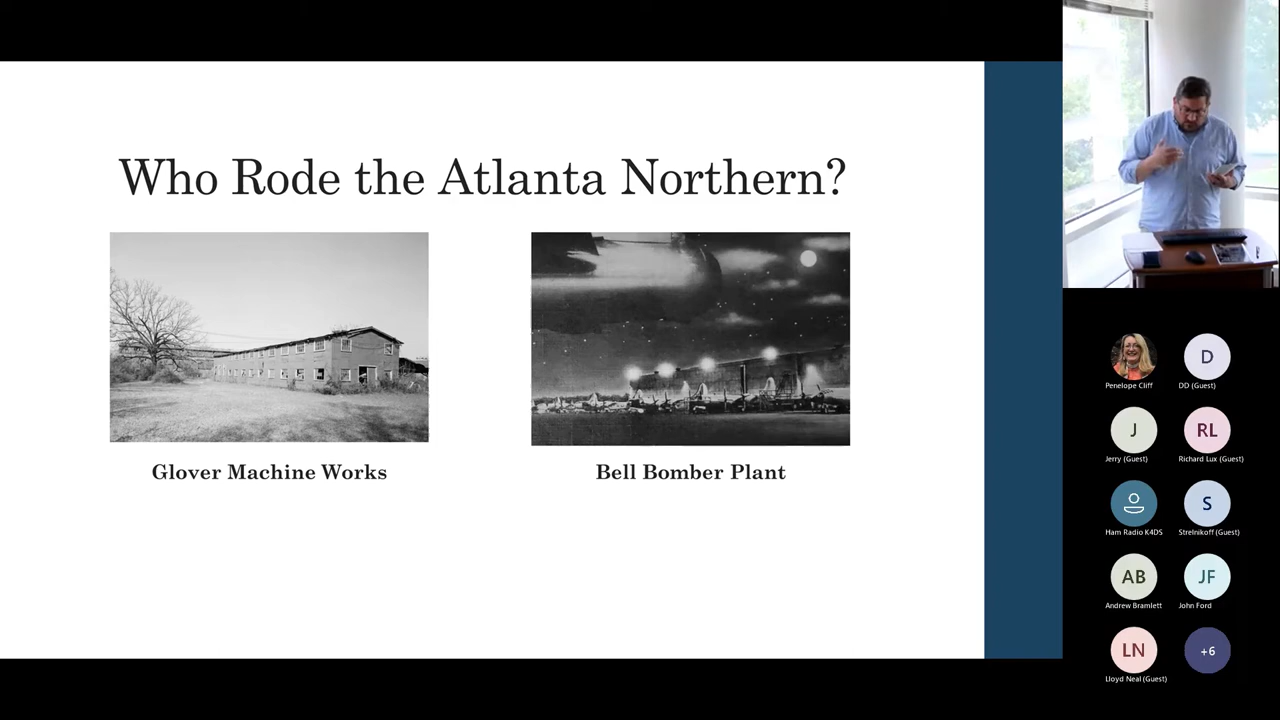 Who Rode the Atlanta Northern?
Glover Machine Works
Bell Bomber Plant
Penelope Cliff
D
DD (Guest)
J
Jerry (Guest)
RL
Richard Lux (Guest)
Ham Radio K4DS
S
Strelnikoff (Guest)
AB
Andrew Bramlett
JF
John Ford
LN
Lloyd Neal (Guest)
+6